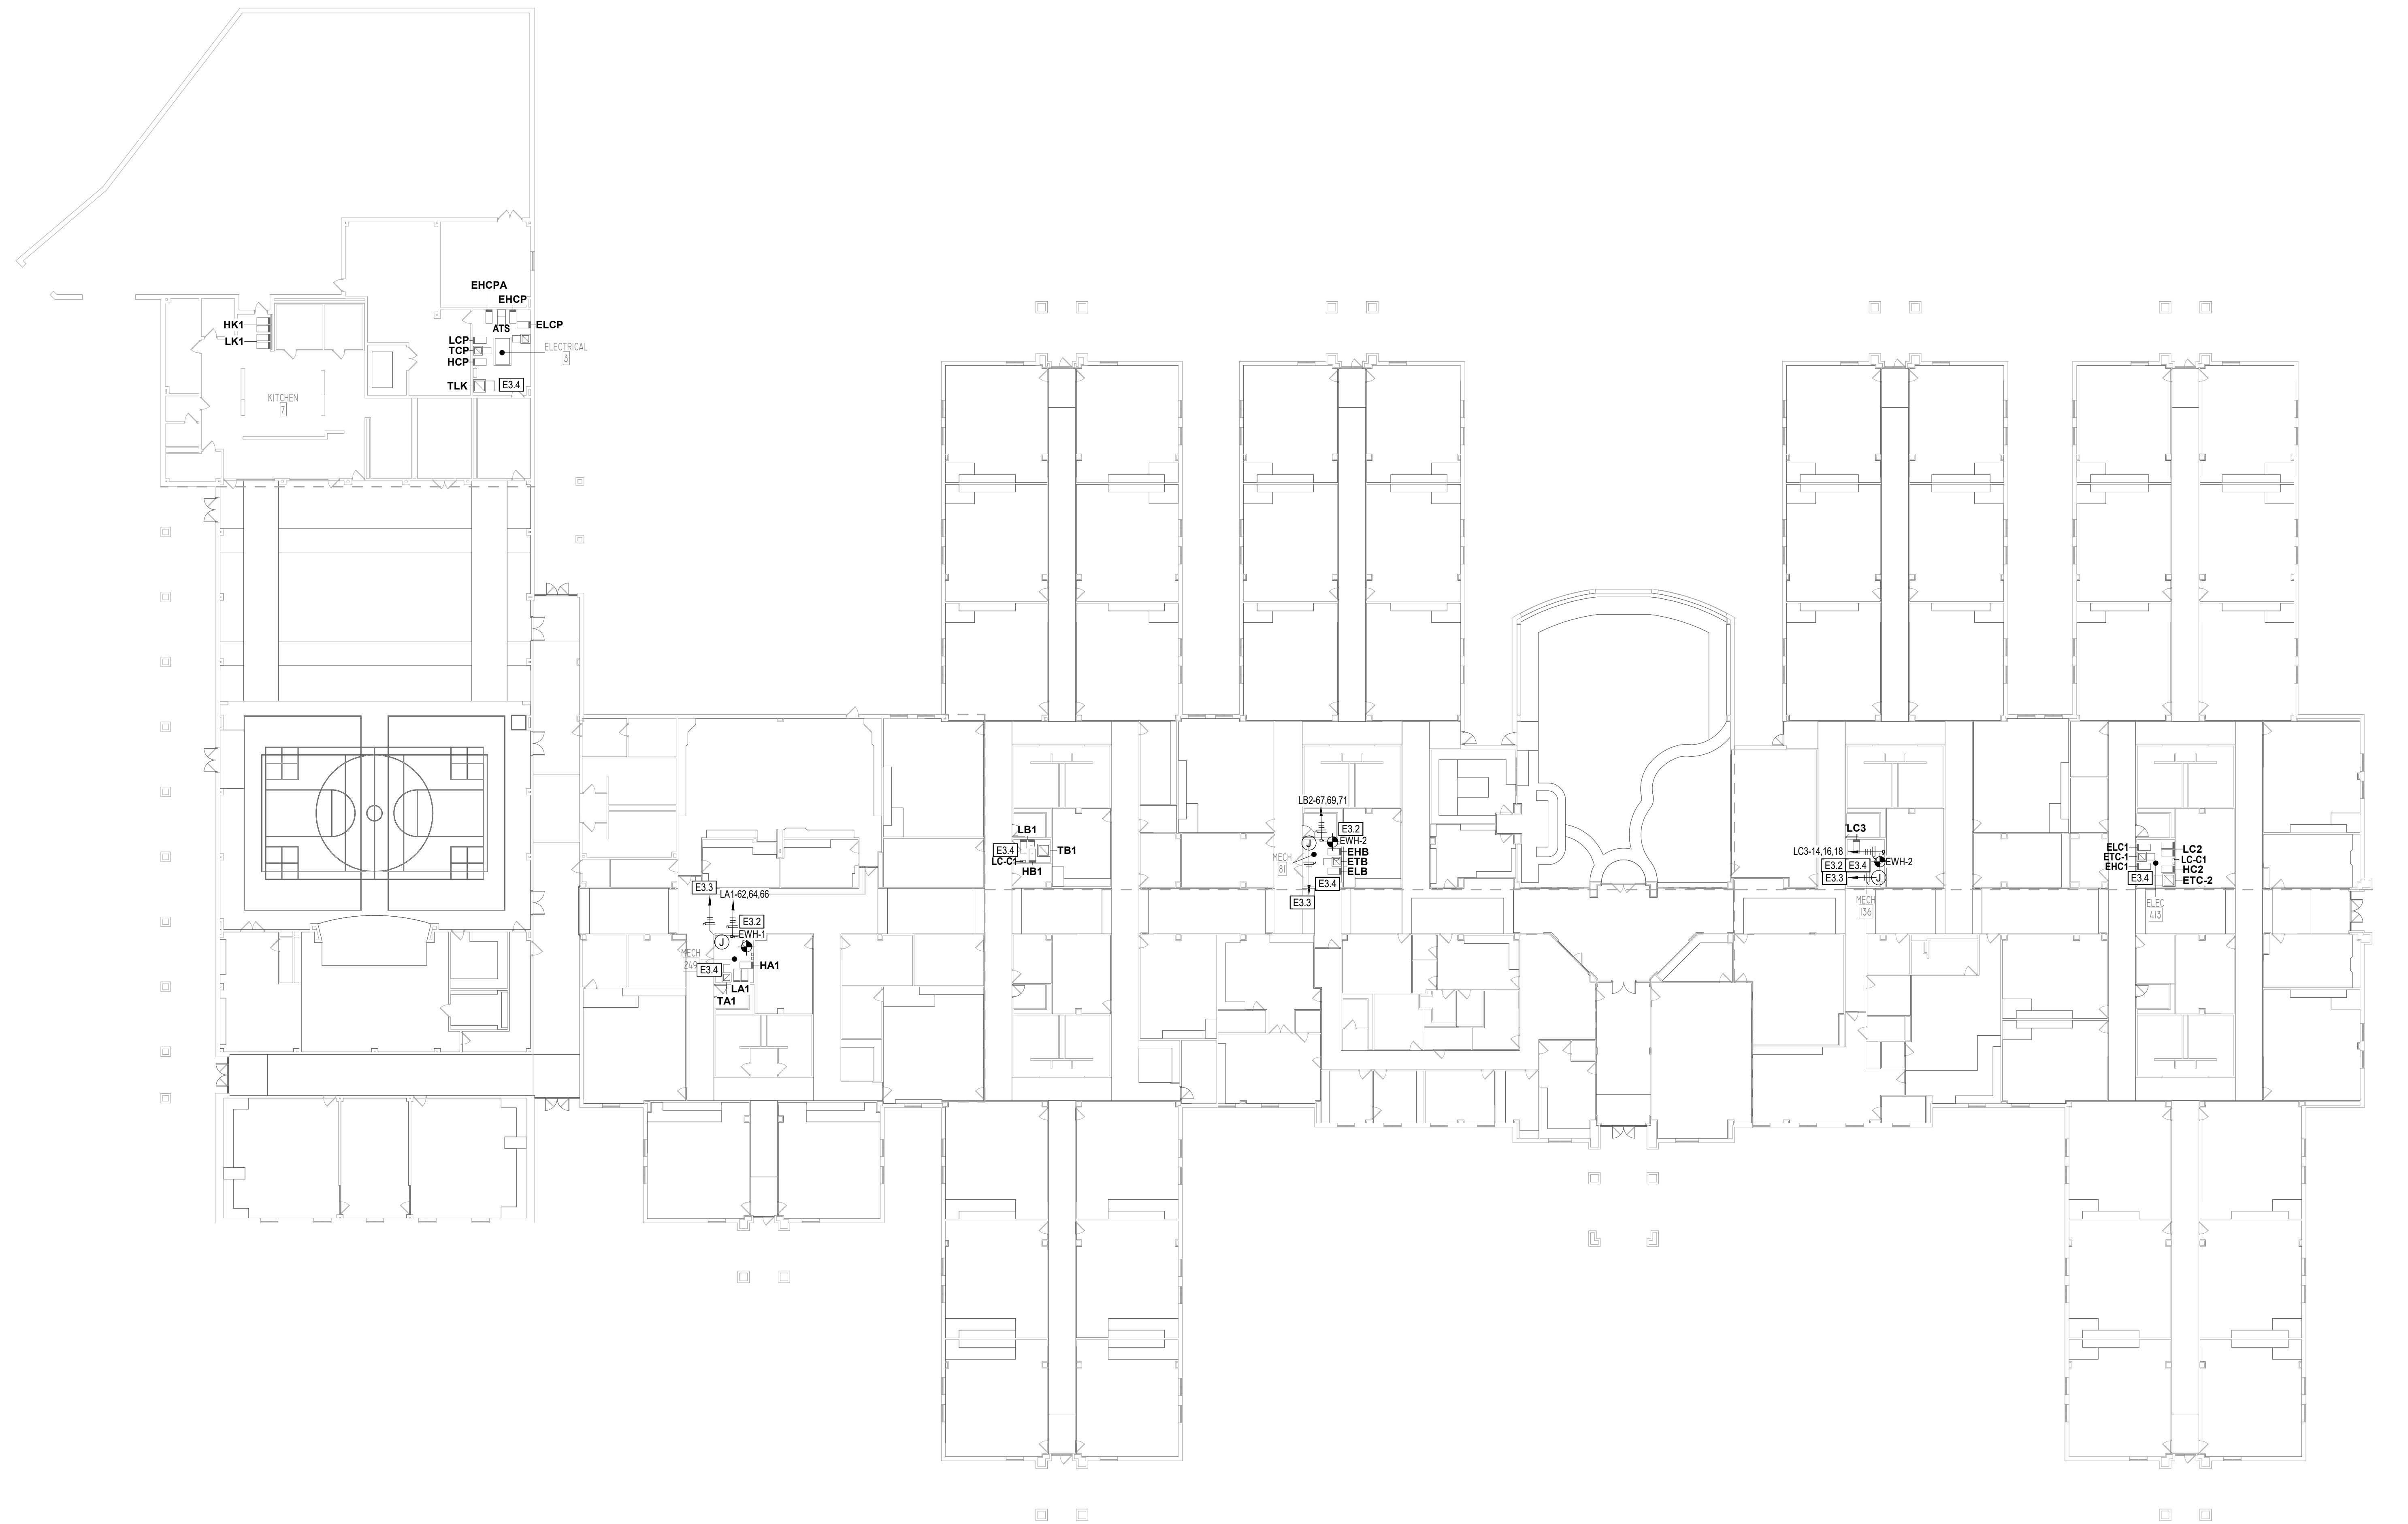 EHCPA
EHCP
ATS
ELCP
HK1
LK1
LCP
TCP
HCP
TLK
E3.4
ELECTRICAL
3
KITCHEN
7
LB1
E3.4
TB1
LC-C1
HB1
LB2-67,69,71
E3.2
EWH-2
J
EHB
ETB
ELB
MECH
81
E3.4
E3.3
LC3
LC3-14,16,18
E3.2
E3.4
EWH-2
E3.3
J
MECH
136
ELC1
ETC-1
EHC1
E3.4
LC2
LC-C1
HC2
ETC-2
ELEC
413
E3.3
LA1-62,64,66
E3.2
EWH-1
J
MECH
249
E3.4
HA1
LA1
TA1